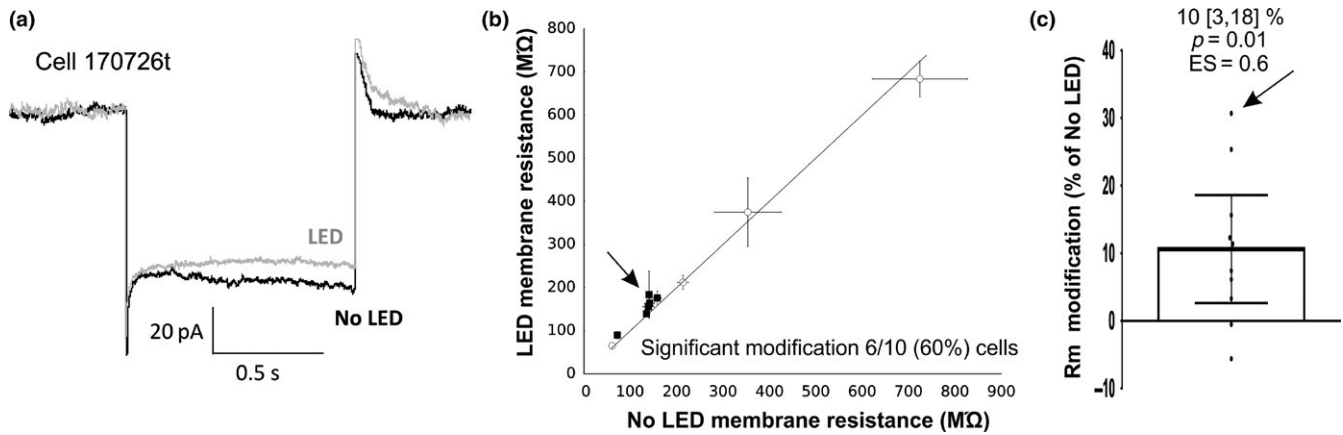 (a)
Cell 170726t
LED
No LED
20 pA
0.5 s
(b)
LED membrane resistance (MΩ)
800
700
600
500
400
300
200
100
0
Significant modification 6/10 (60%) cells
0 100 200 300 400 500 600 700 800 900
No LED membrane resistance (MΩ)
(c)
10 [3,18] %
p = 0.01
ES = 0.6
Rm modification (% of No LED)
40
30
20
10
0
−10